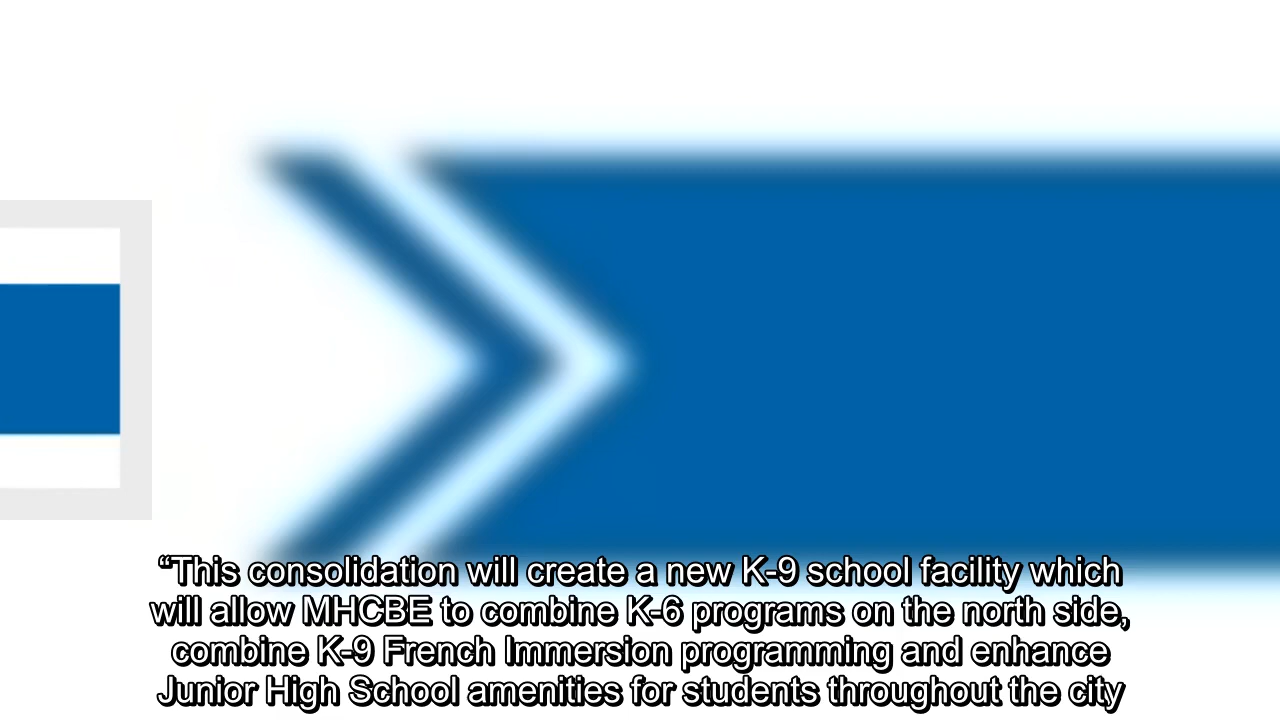 “This consolidation will create a new K-9 school facility which
will allow MHCBE to combine K-6 programs on the north side,
combine K-9 French Immersion programming and enhance
Junior High School amenities for students throughout the city